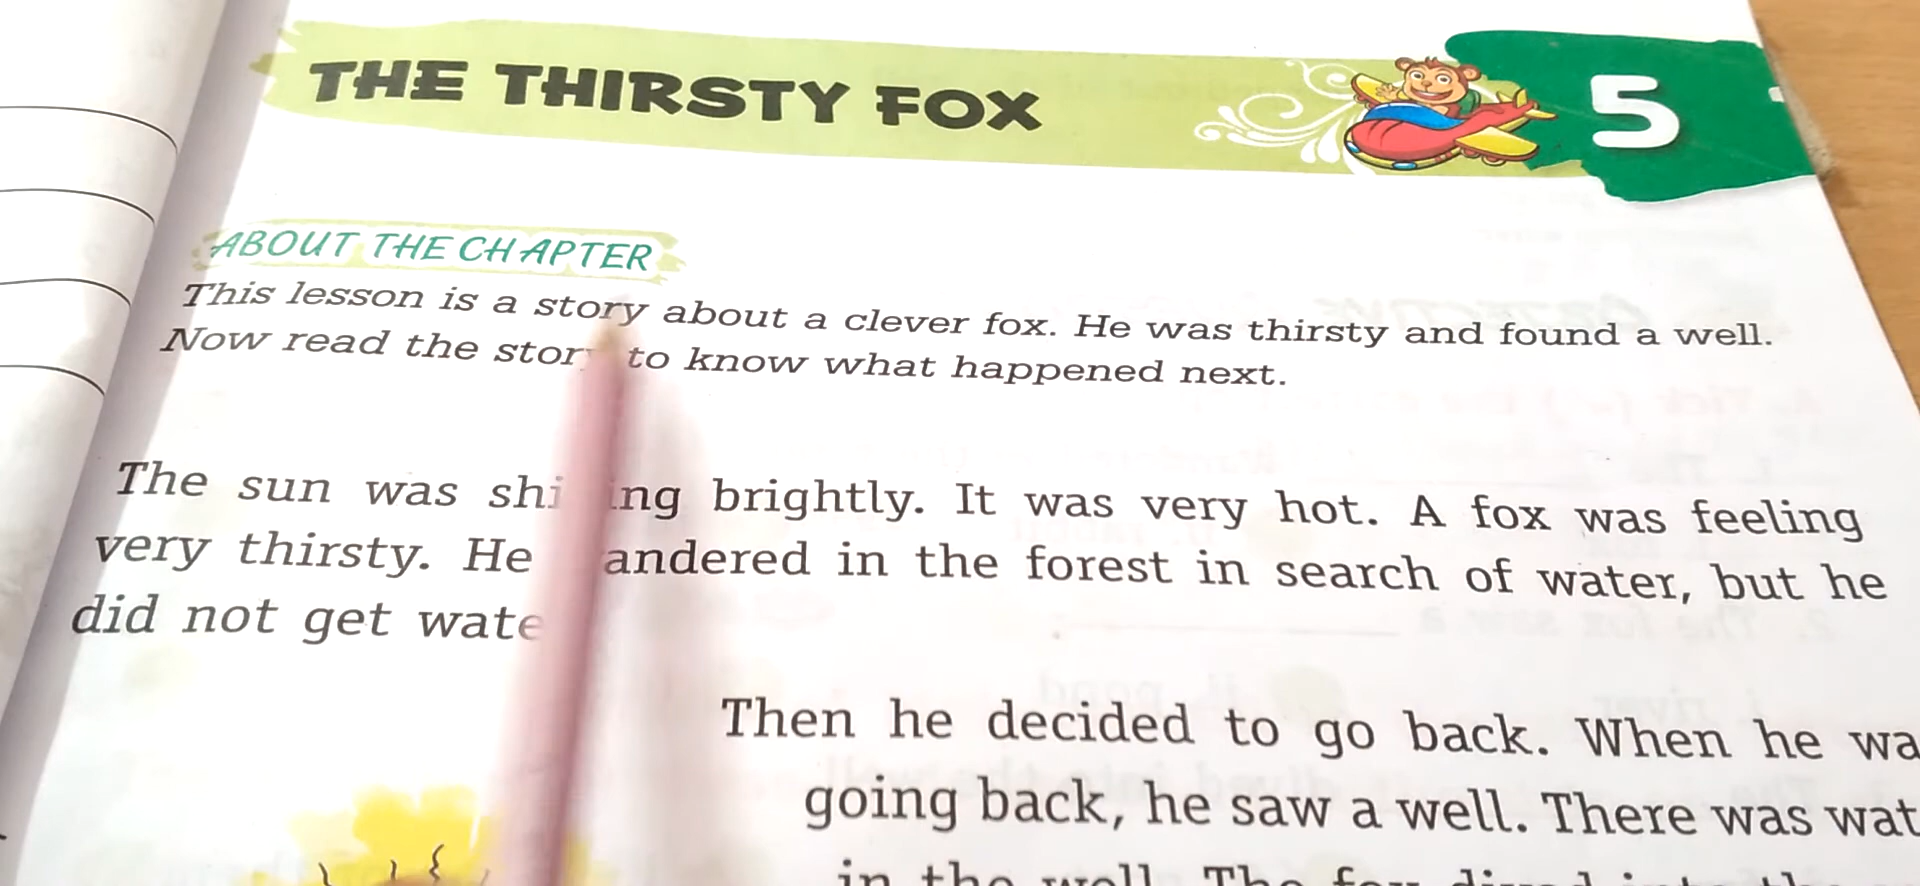 THE THIRSTY FOX
5
ABOUT THE CHAPTER
This lesson is a story about a clever fox. He was thirsty and found a well.
Now read the story to know what happened next.
The sun was shining brightly. It was very hot. A fox was feeling
very thirsty. He wandered in the forest in search of water, but he
did not get wate
Then he decided to go back. When he wa
going back, he saw a well. There was wat
in the well. The fox dived into the